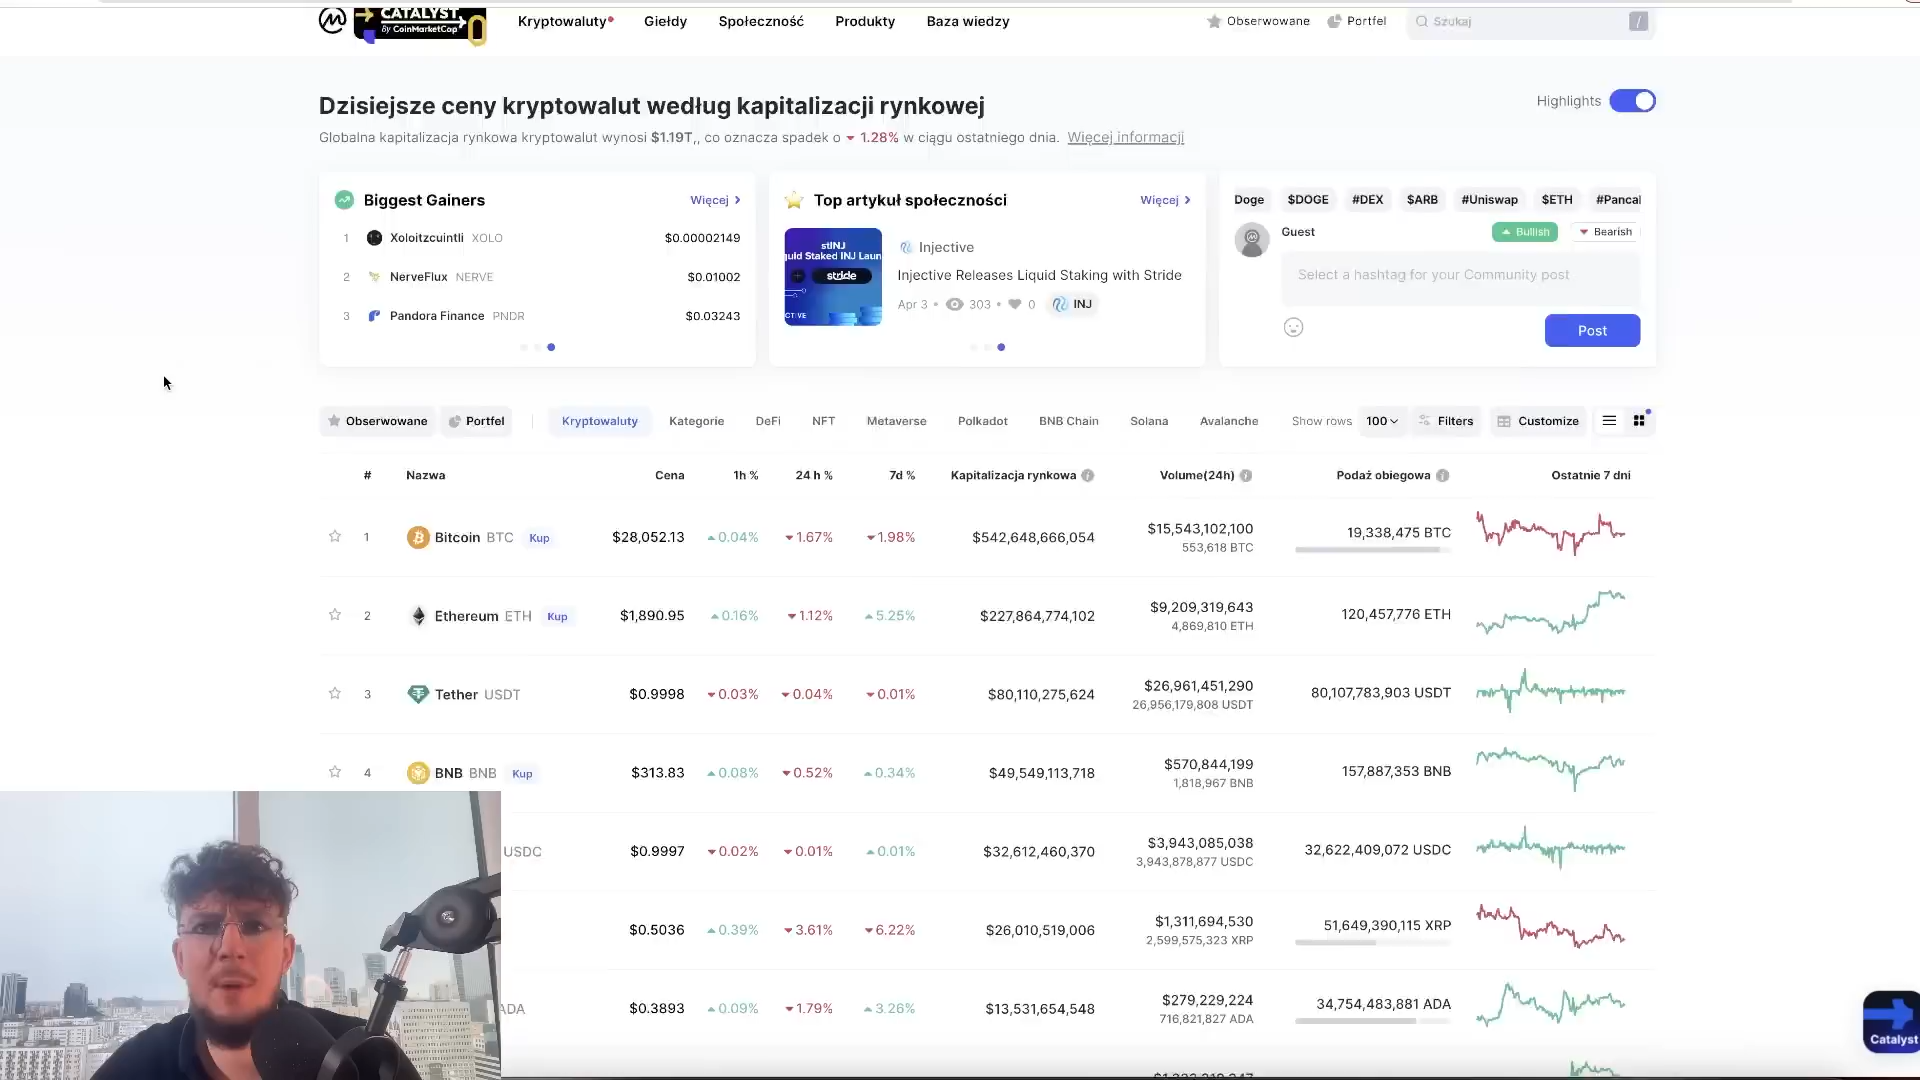 CATALYST
By CoinMarketCap
Kryptowaluty Giełdy Społeczność Produkty Baza wiedzy
Obserwowane Portfel Szukaj /
Dzisiejsze ceny kryptowalut według kapitalizacji rynkowej
Highlights
Globalna kapitalizacja rynkowa kryptowalut wynosi $1.19T,, co oznacza spadek o 1.28% w ciągu ostatniego dnia. Więcej informacji
Biggest Gainers Więcej
1 Xoloitzcuintli XOLO $0.00002149
2 NerveFlux NERVE $0.01002
3 Pandora Finance PNDR $0.03243
Top artykuł społeczności Więcej
stINJ
quid Staked INJ Laun
stride
CTIVE
Injective
Injective Releases Liquid Staking with Stride
Apr 3 • 303 • 0 INJ
Doge $DOGE #DEX $ARB #Uniswap $ETH #Pancal
Guest Bullish Bearish
Select a hashtag for your Community post
Post
Obserwowane Portfel Kryptowaluty Kategorie DeFi NFT Metaverse Polkadot BNB Chain Solana Avalanche Show rows 100 Filters Customize
# Nazwa Cena 1h % 24 h % 7d % Kapitalizacja rynkowa Volume(24h) Podaż obiegowa Ostatnie 7 dni
1 Bitcoin BTC Kup $28,052.13 0.04% 1.67% 1.98% $542,648,666,054 $15,543,102,100 19,338,475 BTC
553,618 BTC
2 Ethereum ETH Kup $1,890.95 0.16% 1.12% 5.25% $227,864,774,102 $9,209,319,643 120,457,776 ETH
4,869,810 ETH
3 Tether USDT $0.9998 0.03% 0.04% 0.01% $80,110,275,624 $26,961,451,290 80,107,783,903 USDT
26,956,179,808 USDT
4 BNB BNB Kup $313.83 0.08% 0.52% 0.34% $49,549,113,718 $570,844,199 157,887,353 BNB
1,818,967 BNB
USDC $0.9997 0.02% 0.01% 0.01% $32,612,460,370 $3,943,085,038 32,622,409,072 USDC
3,943,878,877 USDC
$0.5036 0.39% 3.61% 6.22% $26,010,519,006 $1,311,694,530 51,649,390,115 XRP
2,599,575,323 XRP
ADA $0.3893 0.09% 1.79% 3.26% $13,531,654,548 $279,229,224 34,754,483,881 ADA
716,821,827 ADA
Catalyst